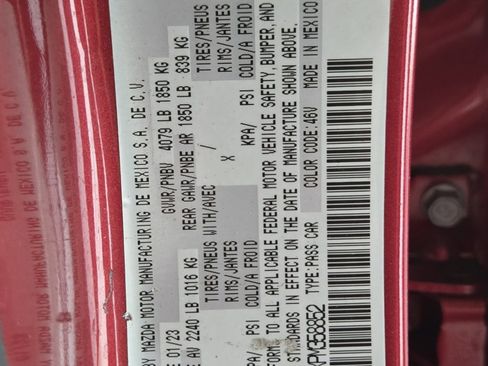 BY MAZDA MOTOR MANUFACTURING DE MEXICO S.A. DE C.V.
01/23 GVWR/PNBV 4079 LB 1850 KG
AV 2240 LB 1016 KG REAR GAWR/PNBE AR 1850 LB 839 KG
TIRES/PNEUS WITH/AVEC TIRES/PNEUS
RIMS/JANTES X RIMS/JANTES
KPA/ PSI COLD/A FROID / KPA/ PSI COLD/A FROID
TO ALL APPLICABLE FEDERAL MOTOR VEHICLE SAFETY, BUMPER, AND
STANDARDS IN EFFECT ON THE DATE OF MANUFACTURE SHOWN ABOVE.
PM358852 TYPE:PASS CAR COLOR CODE:46V MADE IN MEXICO